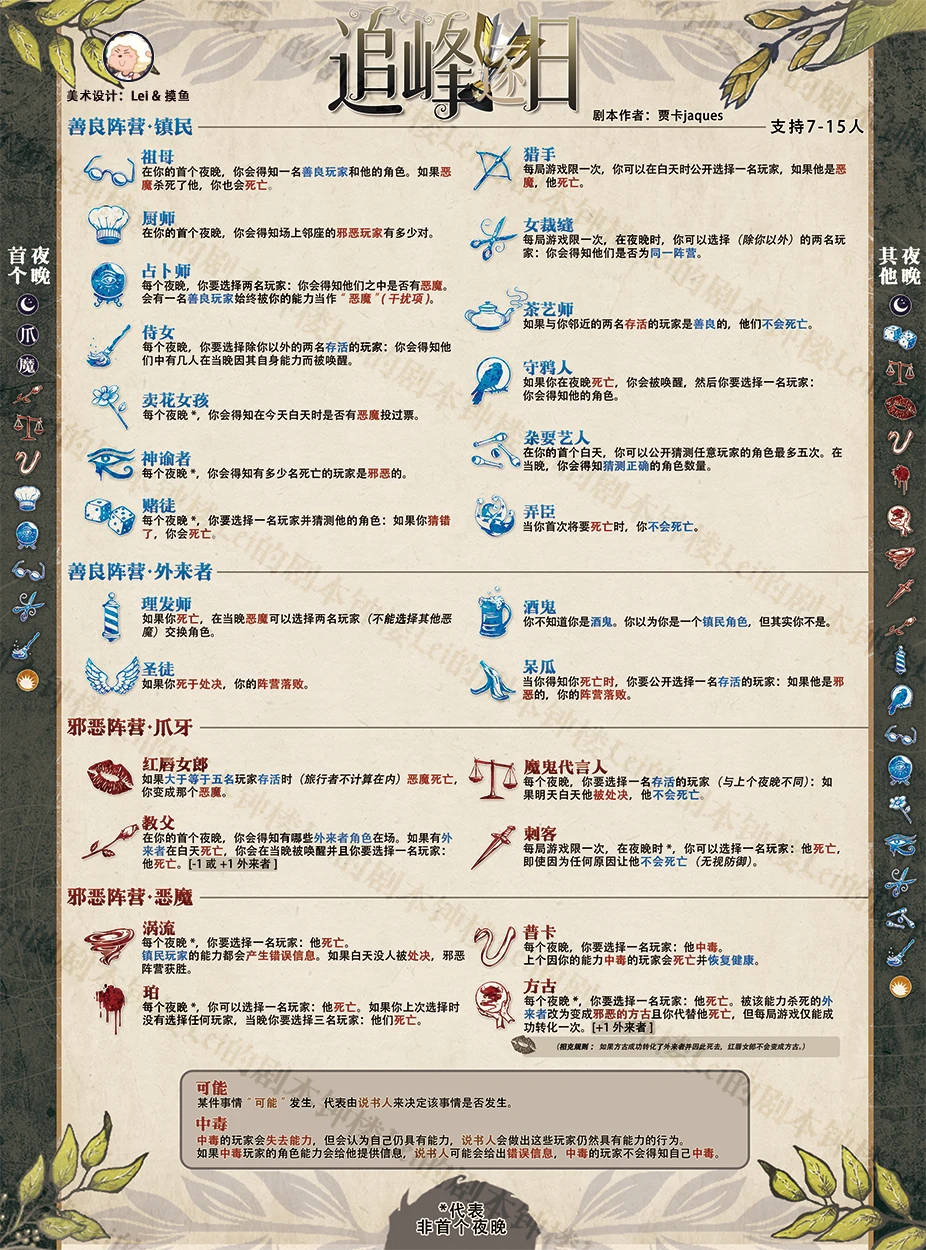 追峰逐日
美术设计：Lei & 摸鱼
剧本作者：贾卡jaques
支持7-15人
善良阵营·镇民
祖母
在你的首个夜晚，你会得知一名善良玩家和他的角色。如果恶
魔杀死了他，你也会死亡。
厨师
在你的首个夜晚，你会得知场上邻座的邪恶玩家有多少对。
占卜师
每个夜晚，你要选择两名玩家：你会得知他们之中是否有恶魔。
会有一名善良玩家始终被你的能力当作“恶魔”(干扰项)。
侍女
每个夜晚，你要选择除你以外的两名存活的玩家：你会得知他
们中有几人在当晚因其自身能力而被唤醒。
卖花女孩
每个夜晚*，你会得知在今天白天时是否有恶魔投过票。
神谕者
每个夜晚*，你会得知有多少名死亡的玩家是邪恶的。
赌徒
每个夜晚*，你要选择一名玩家并猜测他的角色：如果你猜错
了，你会死亡。
猎手
每局游戏限一次，你可以在白天时公开选择一名玩家，如果他是恶
魔，他死亡。
女裁缝
每局游戏限一次，在夜晚时，你可以选择（除你以外）的两名玩
家：你会得知他们是否为同一阵营。
茶艺师
如果与你邻近的两名存活的玩家是善良的，他们不会死亡。
守鸦人
如果你在夜晚死亡，你会被唤醒，然后你要选择一名玩家：
你会得知他的角色。
杂耍艺人
在你的首个白天，你可以公开猜测任意玩家的角色最多五次。在
当晚，你会得知猜测正确的角色数量。
弄臣
当你首次将要死亡时，你不会死亡。
善良阵营·外来者
理发师
如果你死亡，在当晚恶魔可以选择两名玩家（不能选择其他恶
魔）交换角色。
圣徒
如果你死于处决，你的阵营落败。
酒鬼
你不知道你是酒鬼。你以为你是一个镇民角色，但其实你不是。
呆瓜
当你得知你死亡时，你要公开选择一名存活的玩家：如果他是邪
恶的，你的阵营落败。
邪恶阵营·爪牙
红唇女郎
如果大于等于五名玩家存活时（旅行者不计算在内）恶魔死亡，
你变成那个恶魔。
教父
在你的首个夜晚，你会得知有哪些外来者角色在场。如果有外
来者在白天死亡，你会在当晚被唤醒并且你要选择一名玩家：
他死亡。[-1 或 +1 外来者]
魔鬼代言人
每个夜晚，你要选择一名存活的玩家（与上个夜晚不同）：如
果明天白天他被处决，他不会死亡。
刺客
每局游戏限一次，在夜晚时*，你可以选择一名玩家：他死亡，
即使因为任何原因让他不会死亡（无视防御）。
邪恶阵营·恶魔
涡流
每个夜晚*，你要选择一名玩家：他死亡。
镇民玩家的能力都会产生错误信息。如果白天没人被处决，邪恶
阵营获胜。
珀
每个夜晚*，你可以选择一名玩家：他死亡。如果你上次选择时
没有选择任何玩家，当晚你要选择三名玩家：他们死亡。
普卡
每个夜晚，你要选择一名玩家：他中毒。
上个因你的能力中毒的玩家会死亡并恢复健康。
方古
每个夜晚*，你要选择一名玩家：他死亡。被该能力杀死的外
来者改为变成邪恶的方古且你代替他死亡，但每局游戏仅能成
功转化一次。[+1 外来者]
（相克规则：如果方古成功转化了外来者并因此死去，红唇女郎不会变成方古。）
可能
某件事情“可能”发生，代表由说书人来决定该事情是否发生。
中毒
中毒的玩家会失去能力，但会认为自己仍具有能力，说书人会做出这些玩家仍然具有能力的行为。
如果中毒玩家的角色能力会给他提供信息，说书人可能会给出错误信息，中毒的玩家不会得知自己中毒。
*代表
非首个夜晚
首个夜晚
爪
魔
其他夜晚